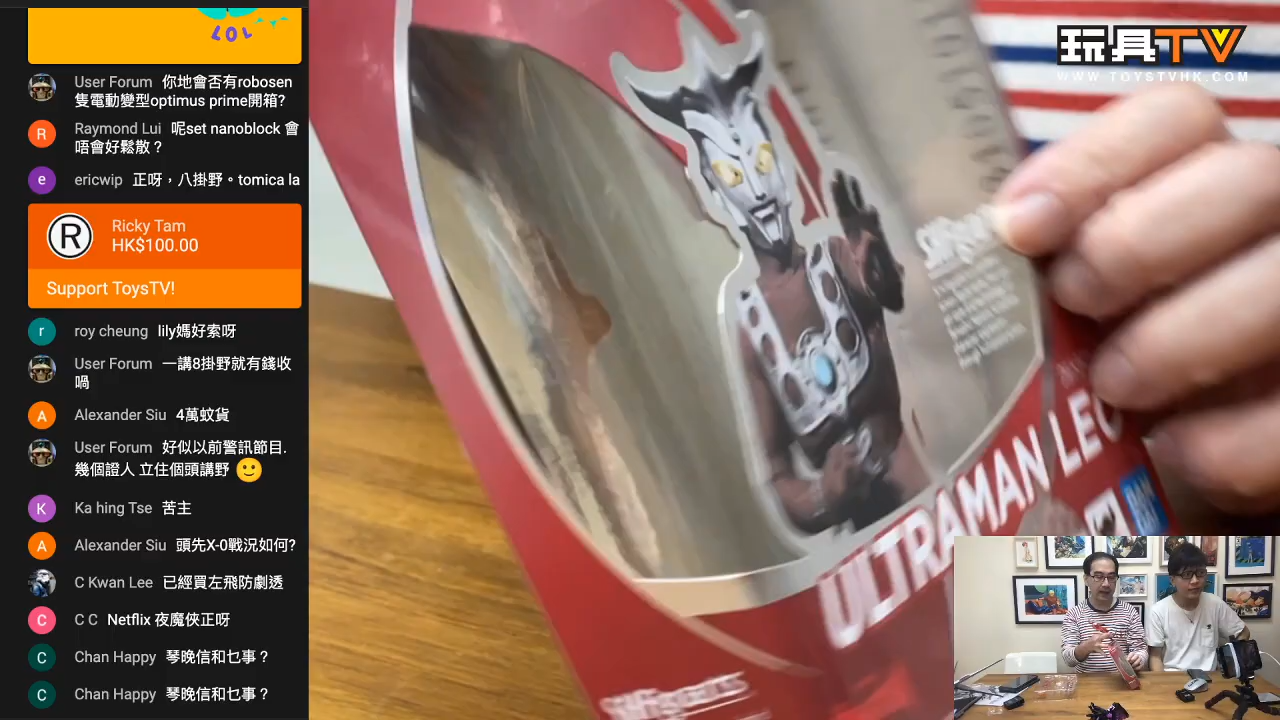 LOL
User Forum 你地會否有robosen
隻電動變型optimus prime開箱?
Raymond Lui 呢set nanoblock 會
唔會好鬆散？
ericwip 正呀，八掛野。tomica la
R
Ricky Tam
HK$100.00
Support ToysTV!
roy cheung lily媽好索呀
User Forum 一講8掛野就有錢收
喎
Alexander Siu 4萬蚊貨
User Forum 好似以前警訊節目.
幾個證人 立住個頭講野
Ka hing Tse 苦主
Alexander Siu 頭先X-0戰況如何?
C Kwan Lee 已經買左飛防劇透
C C Netflix 夜魔俠正呀
Chan Happy 琴晚信和乜事？
Chan Happy 琴晚信和乜事？
玩具TV
WWW.TOYSTVHK.COM
ULTRAMAN LEO
S.H.Figuarts